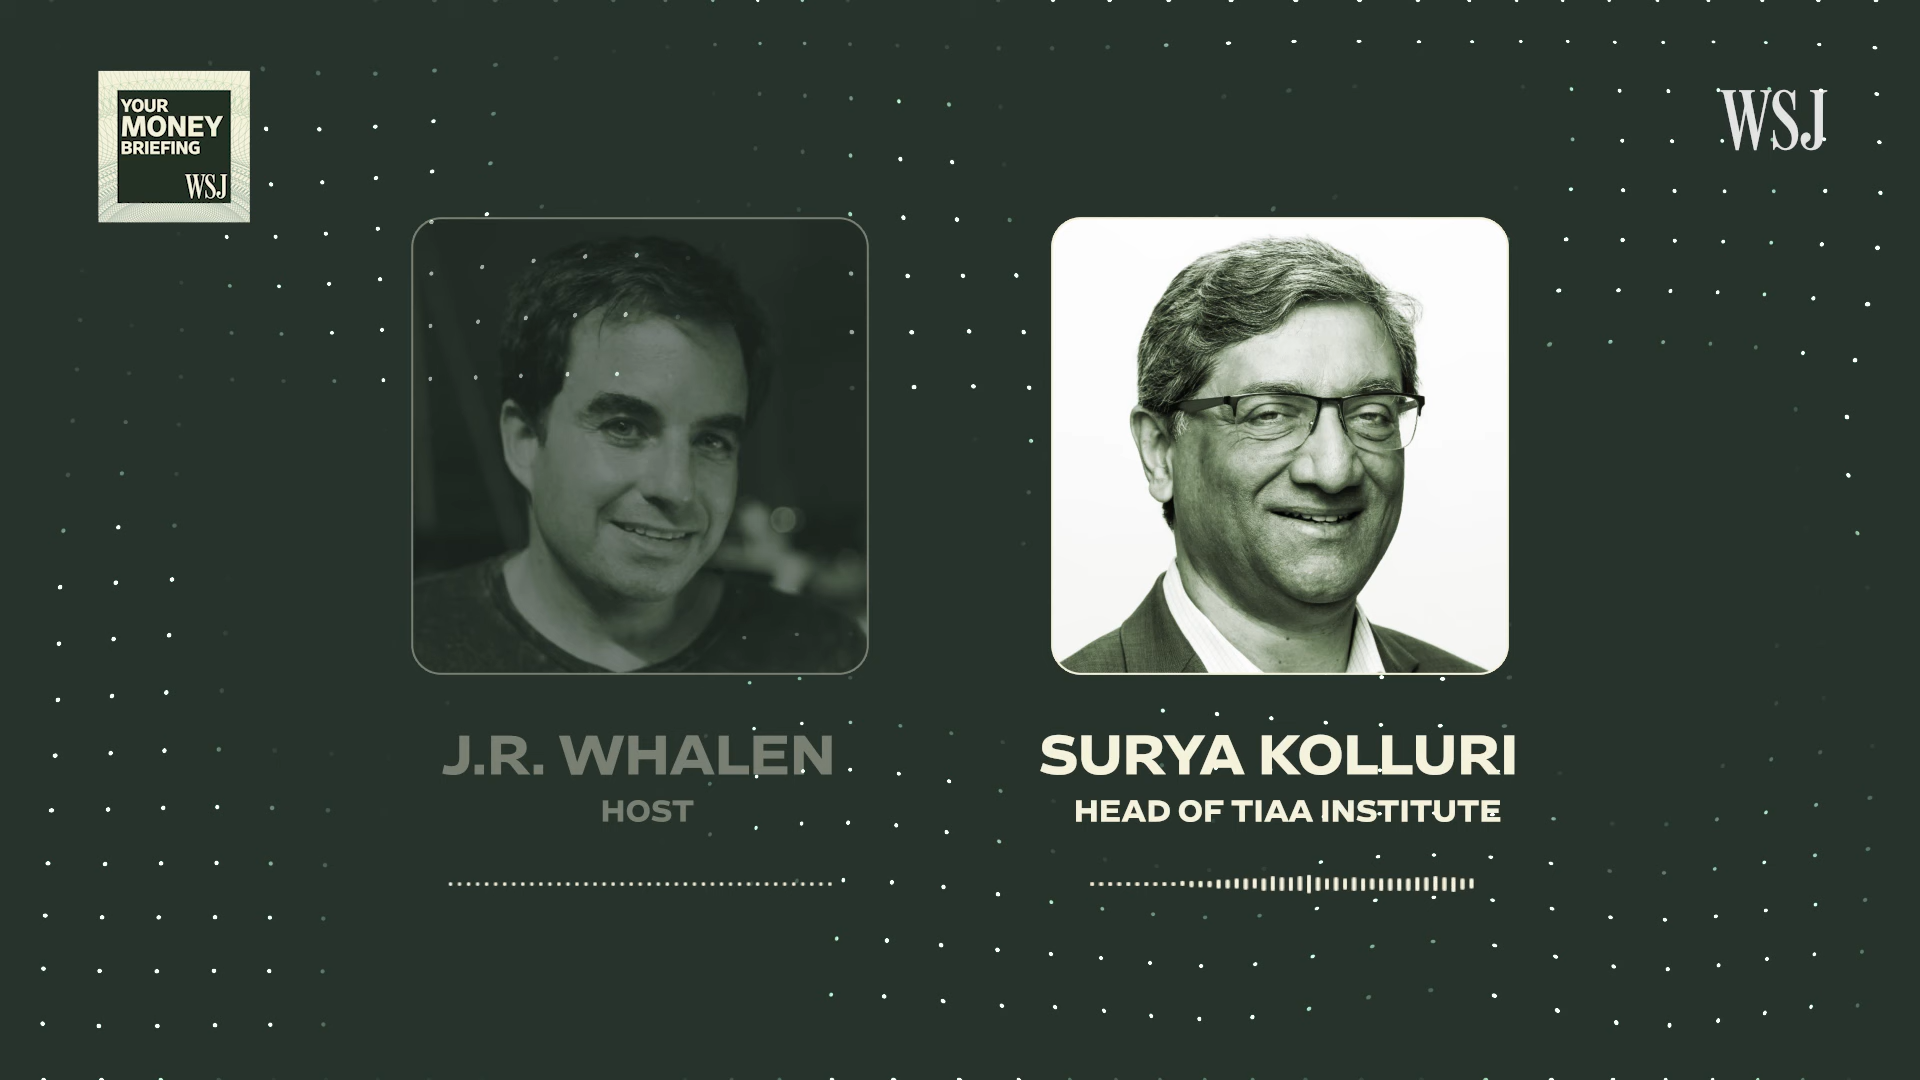 YOUR
MONEY
BRIEFING
WSJ
WSJ
J.R. WHALEN
HOST
SURYA KOLLURI
HEAD OF TIAA INSTITUTE